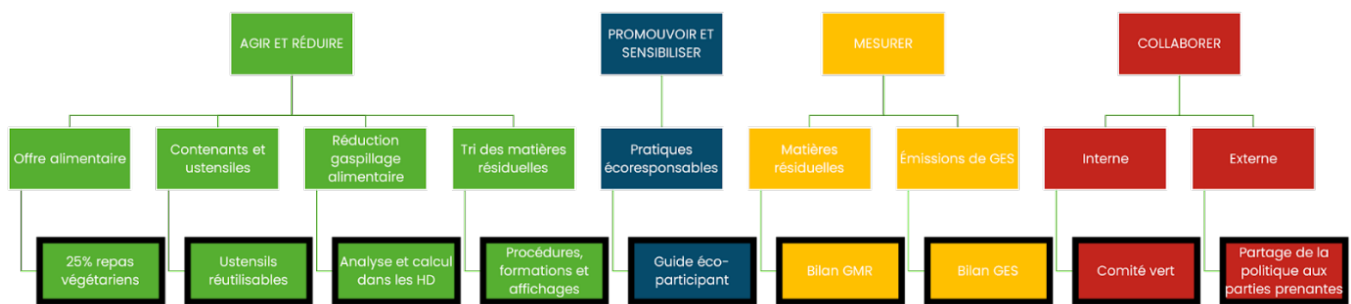 AGIR ET RÉDUIRE
PROMOUVOIR ET
SENSIBILISER
MESURER
COLLABORER
Offre alimentaire
Contenants et
ustensiles
Réduction
gaspillage
alimentaire
Tri des matières
résiduelles
Pratiques
écoresponsables
Matières
résiduelles
Émissions de GES
Interne
Externe
25% repas
végétariens
Ustensils
réutilisables
Analyse et calcul
dans les HD
Procédures,
formations et
affichages
Guide éco-
participant
Bilan GMR
Bilan GES
Comité vert
Partage de la
politique aux
parties prenantes